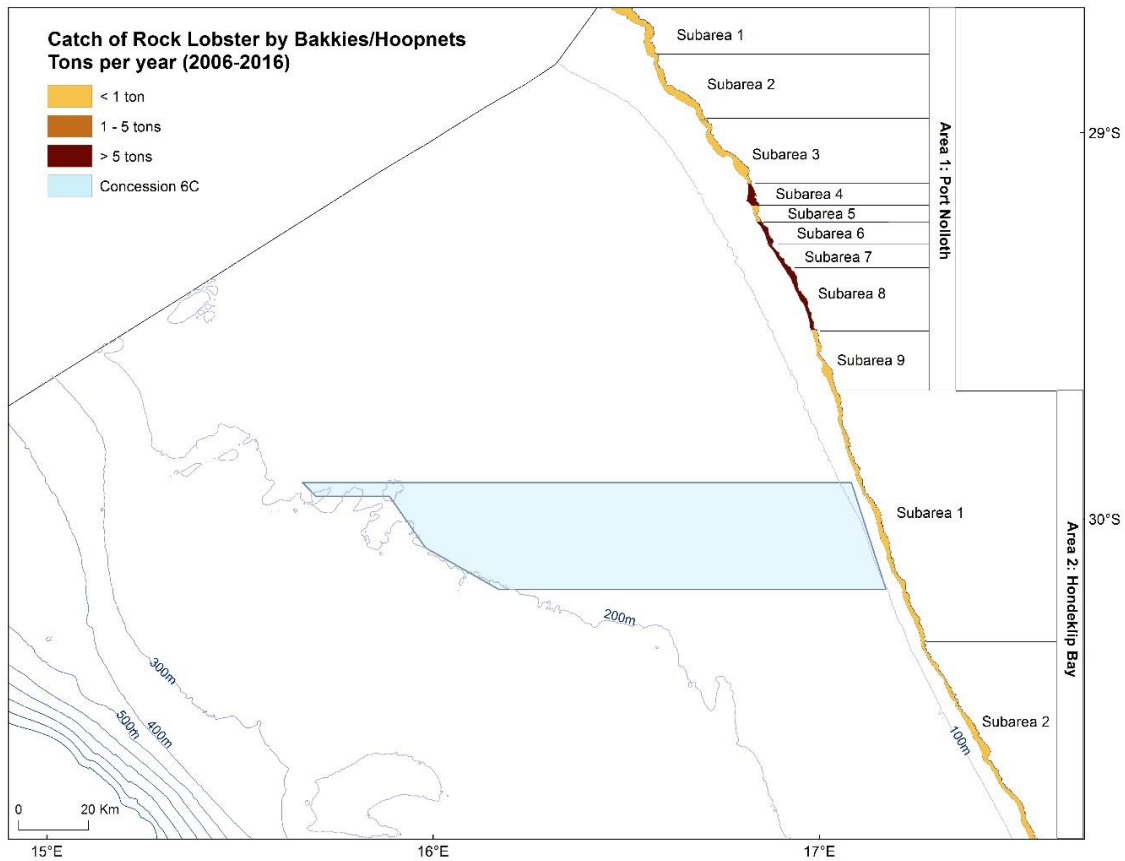 Catch of Rock Lobster by Bakkies/Hoopnets
Tons per year (2006-2016)
< 1 ton
1 - 5 tons
> 5 tons
Concession 6C
Subarea 1
Subarea 2
Subarea 3
Subarea 4
Subarea 5
Subarea 6
Subarea 7
Subarea 8
Subarea 9
Area 1: Port Nolloth
29°S
Subarea 1
30°S
Area 2: Hondeklip Bay
Subarea 2
200m
300m
400m
500m
100m
0 20 Km
15°E
16°E
17°E